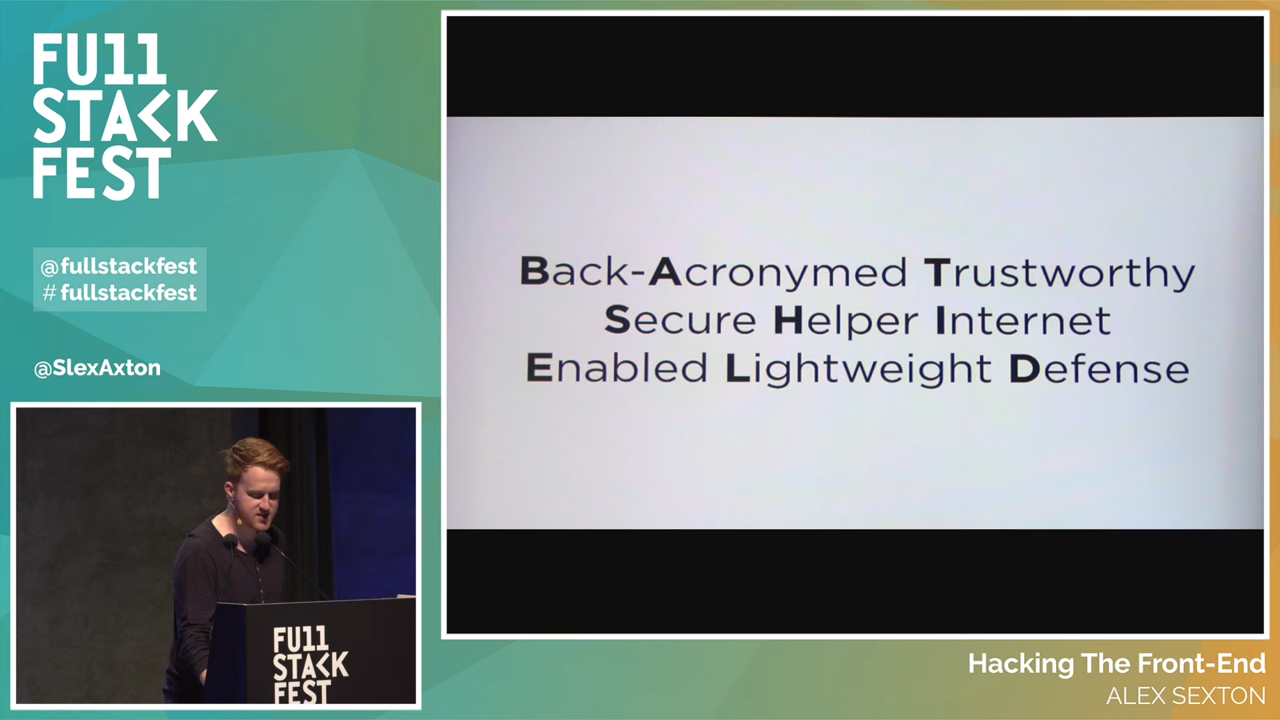 FU11
STACK
FEST
@fullstackfest
# fullstackfest
@SlexAxton
Back-Acronymed Trustworthy
Secure Helper Internet
Enabled Lightweight Defense
FU11
STACK
FEST
Hacking The Front-End
ALEX SEXTON